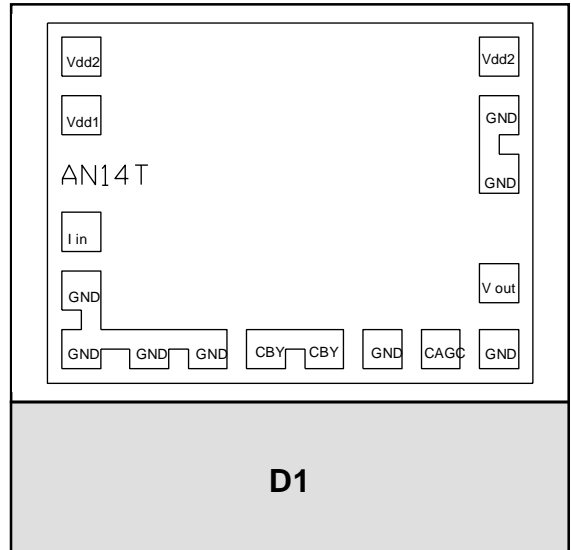 Vdd2 Vdd2
Vdd1 GND
AN14T GND
I in
GND V out
GND GND GND CBY CBY GND CAGC GND
D1